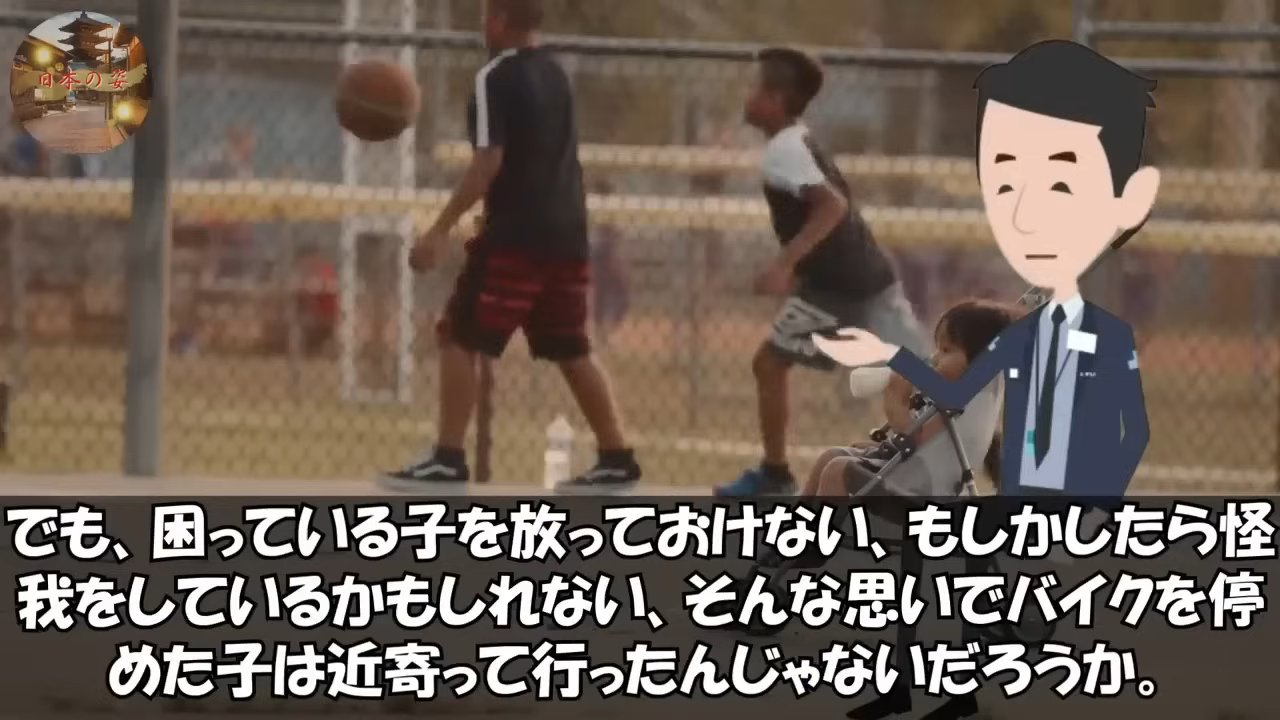 日本の姿
でも、困っている子を放っておけない、もしかしたら怪
我をしているかもしれない、そんな思いでバイクを停
めた子は近寄って行ったんじゃないだろうか。